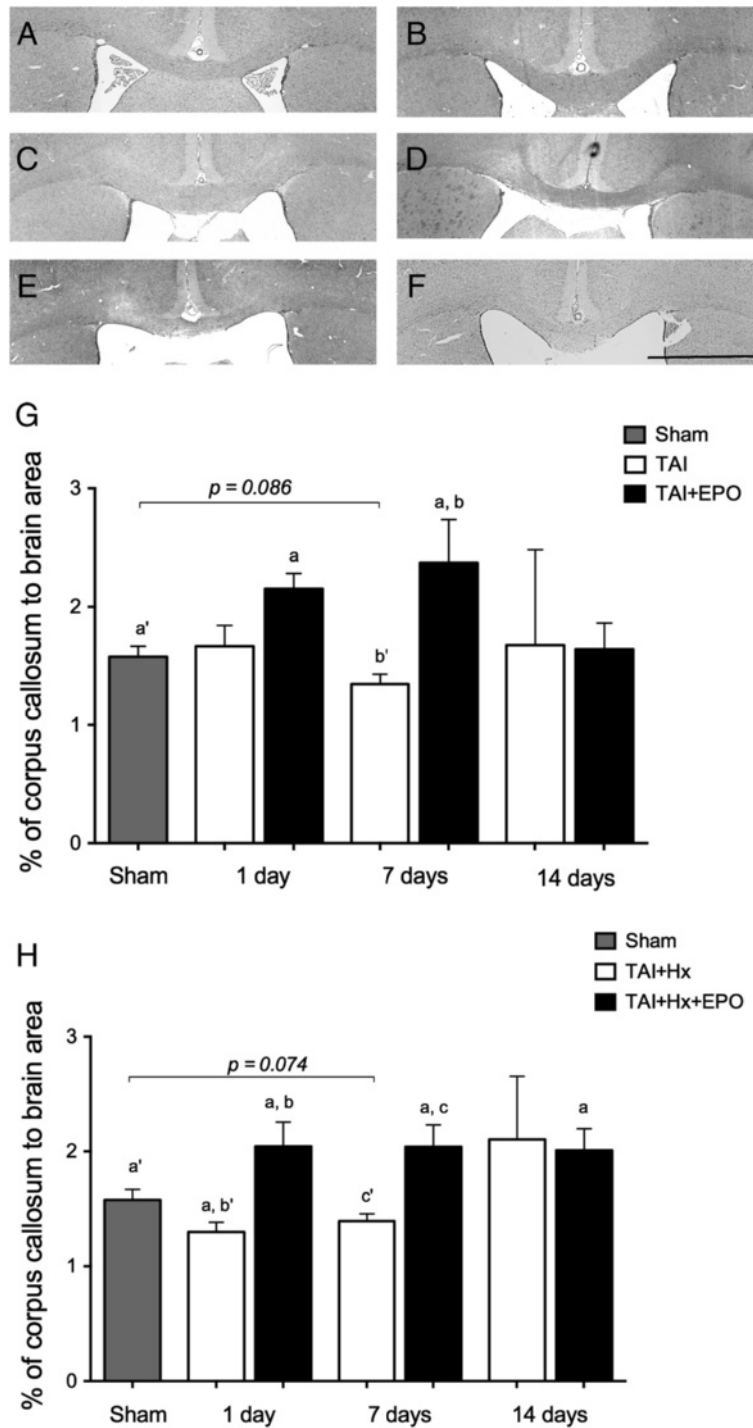 A
B
C
D
E
F
G
Sham
TAI
TAI+EPO
% of corpus callosum to brain area
3
2
1
0
p = 0.086
a'
a
b'
a, b
Sham
1 day
7 days
14 days
H
Sham
TAI+Hx
TAI+Hx+EPO
% of corpus callosum to brain area
3
2
1
0
p = 0.074
a'
a, b'
a, b
c'
a, c
a
Sham
1 day
7 days
14 days